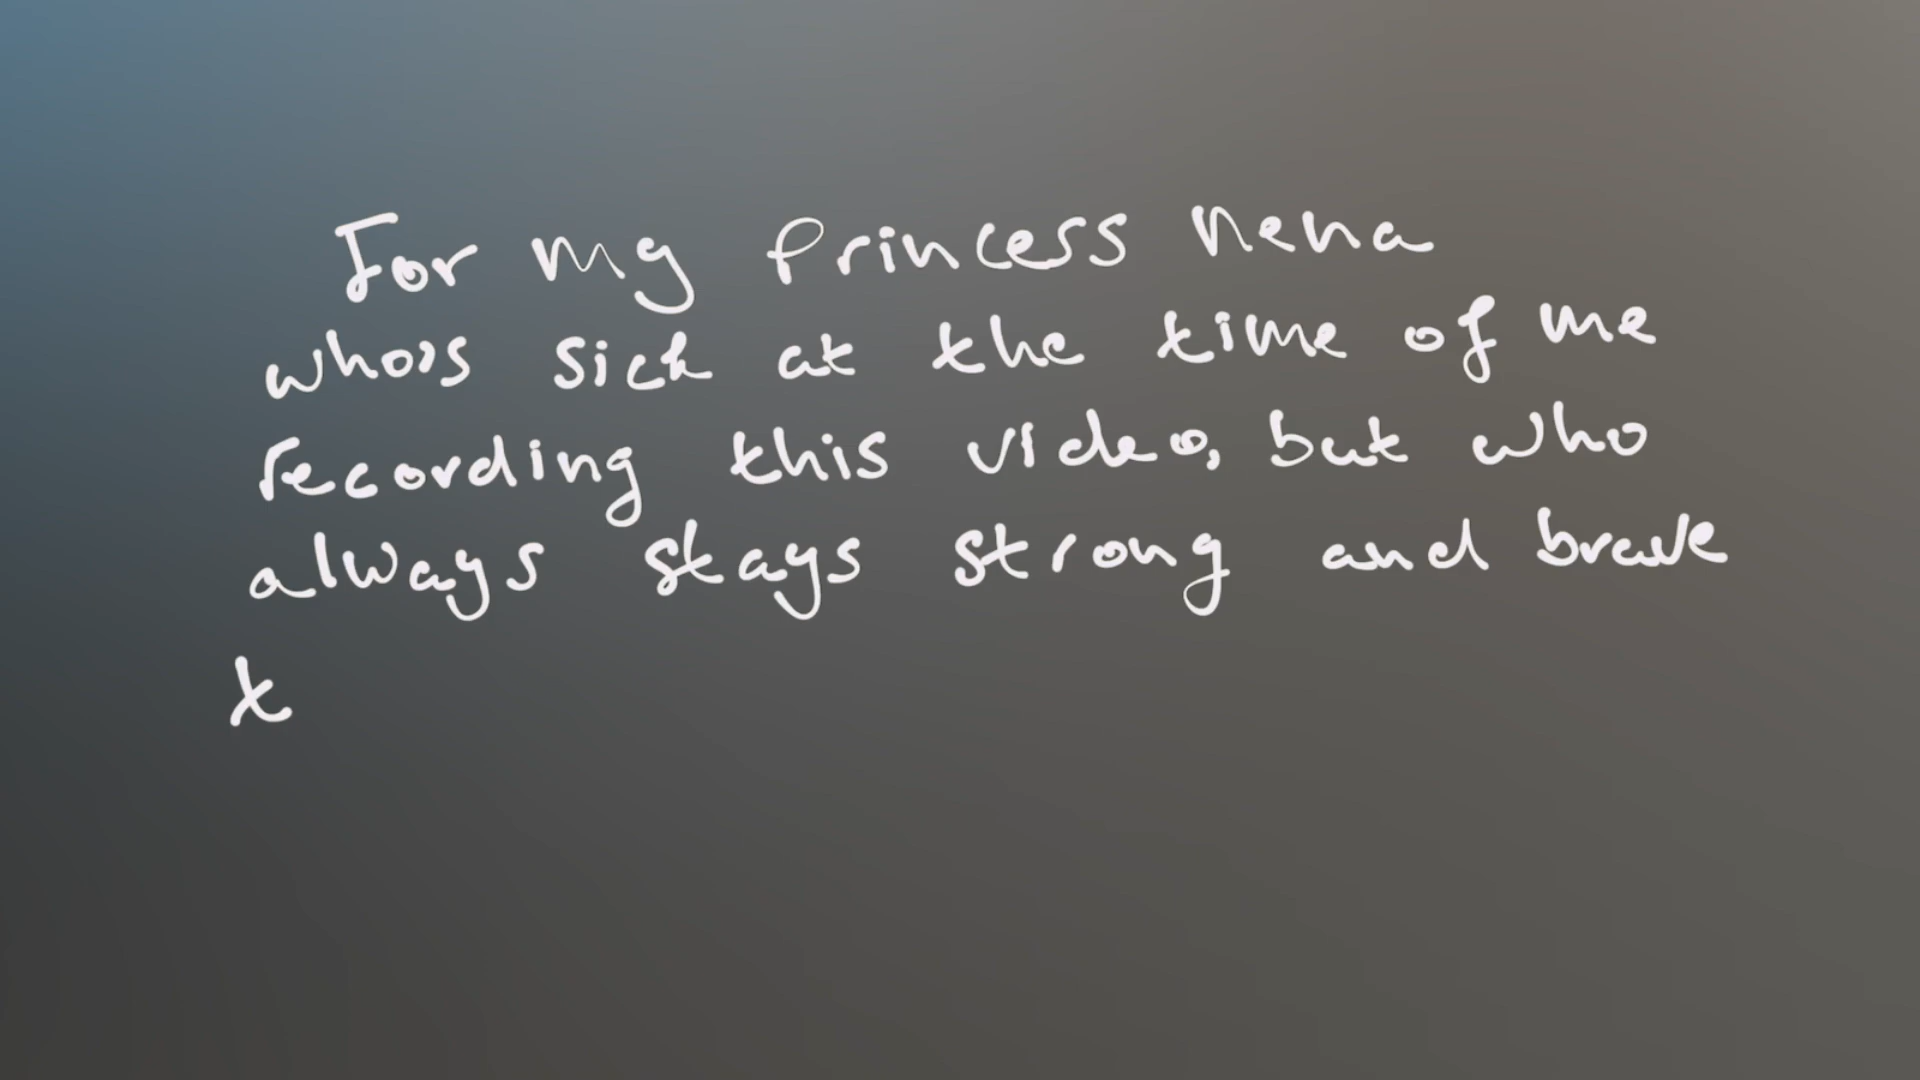 For my Princess Nena
who's sick at the time of me
recording this video, but who
always stays strong and brave
t